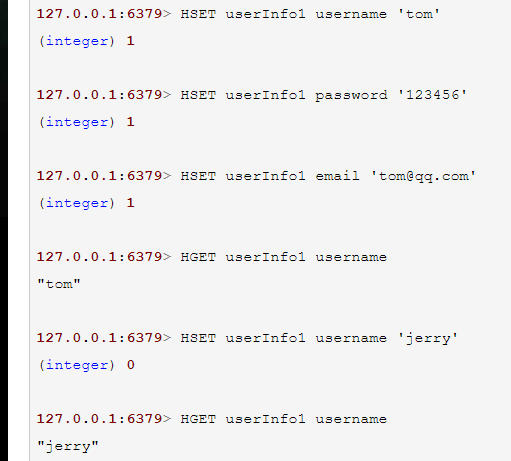 127.0.0.1:6379> HSET userInfo1 username 'tom'
(integer) 1
127.0.0.1:6379> HSET userInfo1 password '123456'
(integer) 1
127.0.0.1:6379> HSET userInfo1 email 'tom@qq.com'
(integer) 1
127.0.0.1:6379> HGET userInfo1 username
"tom"
127.0.0.1:6379> HSET userInfo1 username 'jerry'
(integer) 0
127.0.0.1:6379> HGET userInfo1 username
"jerry"